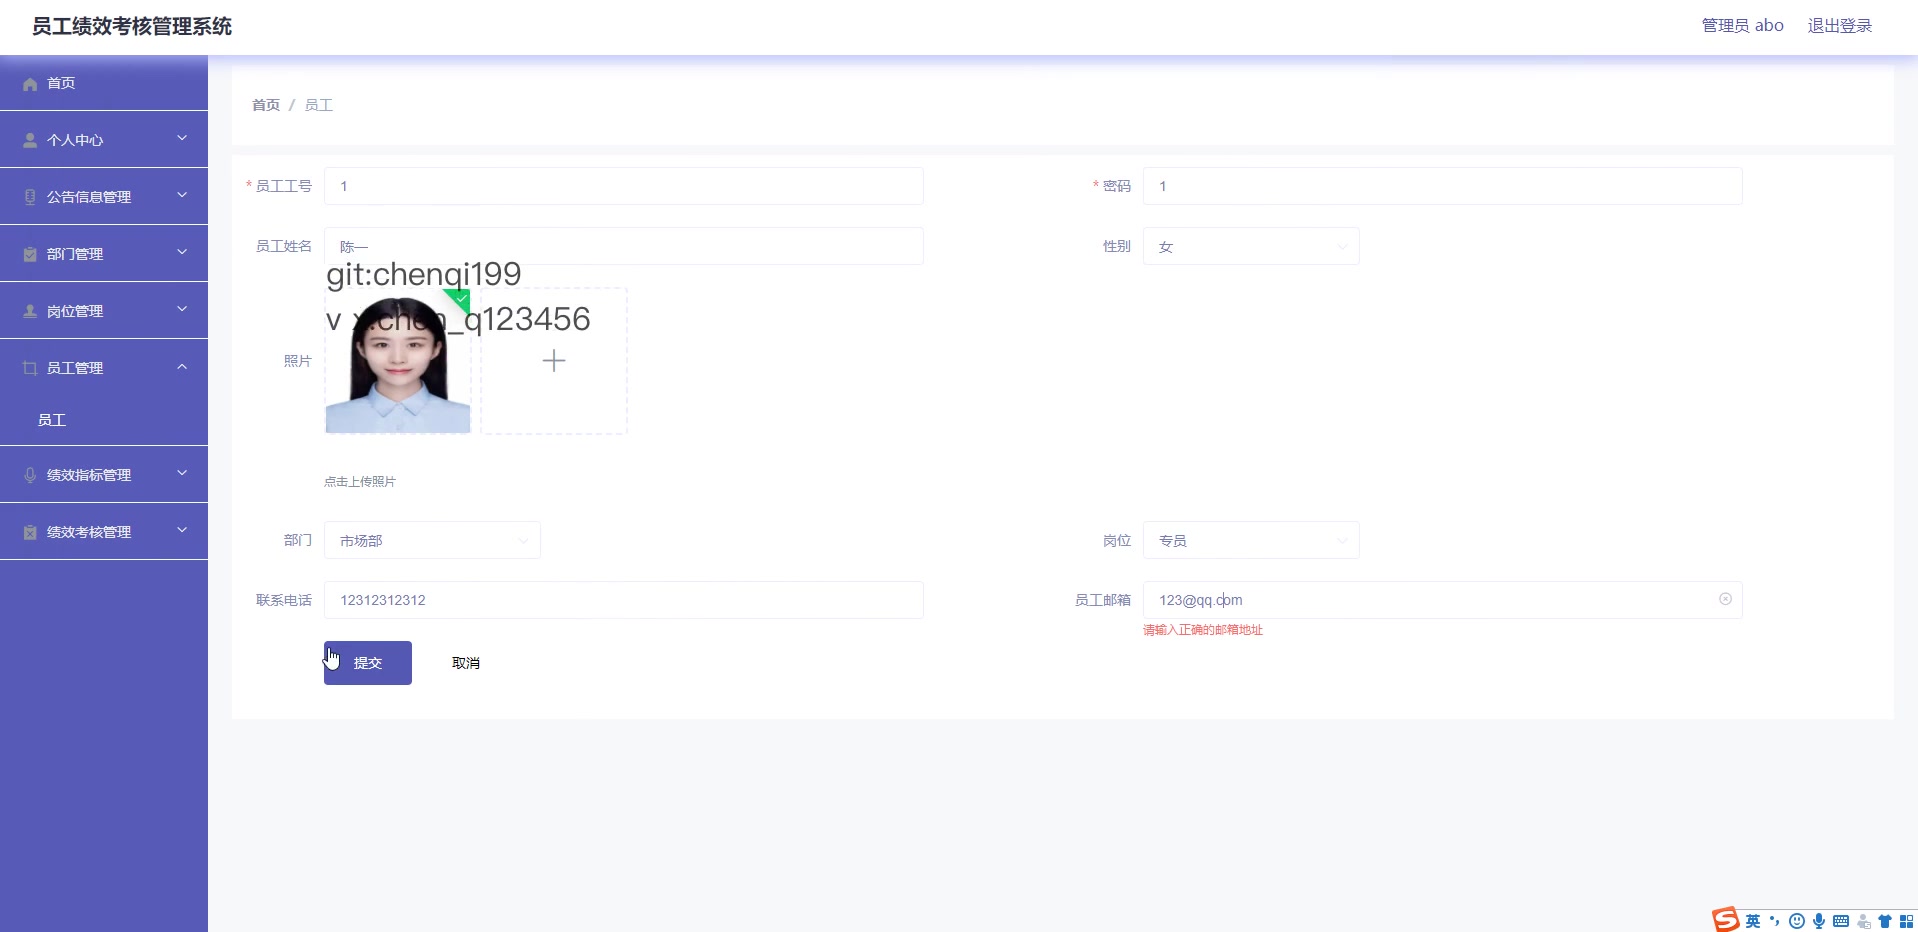 员工绩效考核管理系统
管理员 abo 退出登录
首页
个人中心
公告信息管理
部门管理
岗位管理
员工管理
员工
绩效指标管理
绩效考核管理
首页 / 员工
* 员工工号 1
* 密码 1
员工姓名 陈一
性别 女
git:chenqi199
v x:chen_q123456
照片
点击上传照片
部门 市场部
岗位 专员
联系电话 12312312312
员工邮箱 123@qq.com
请输入正确的邮箱地址
提交 取消
S 英